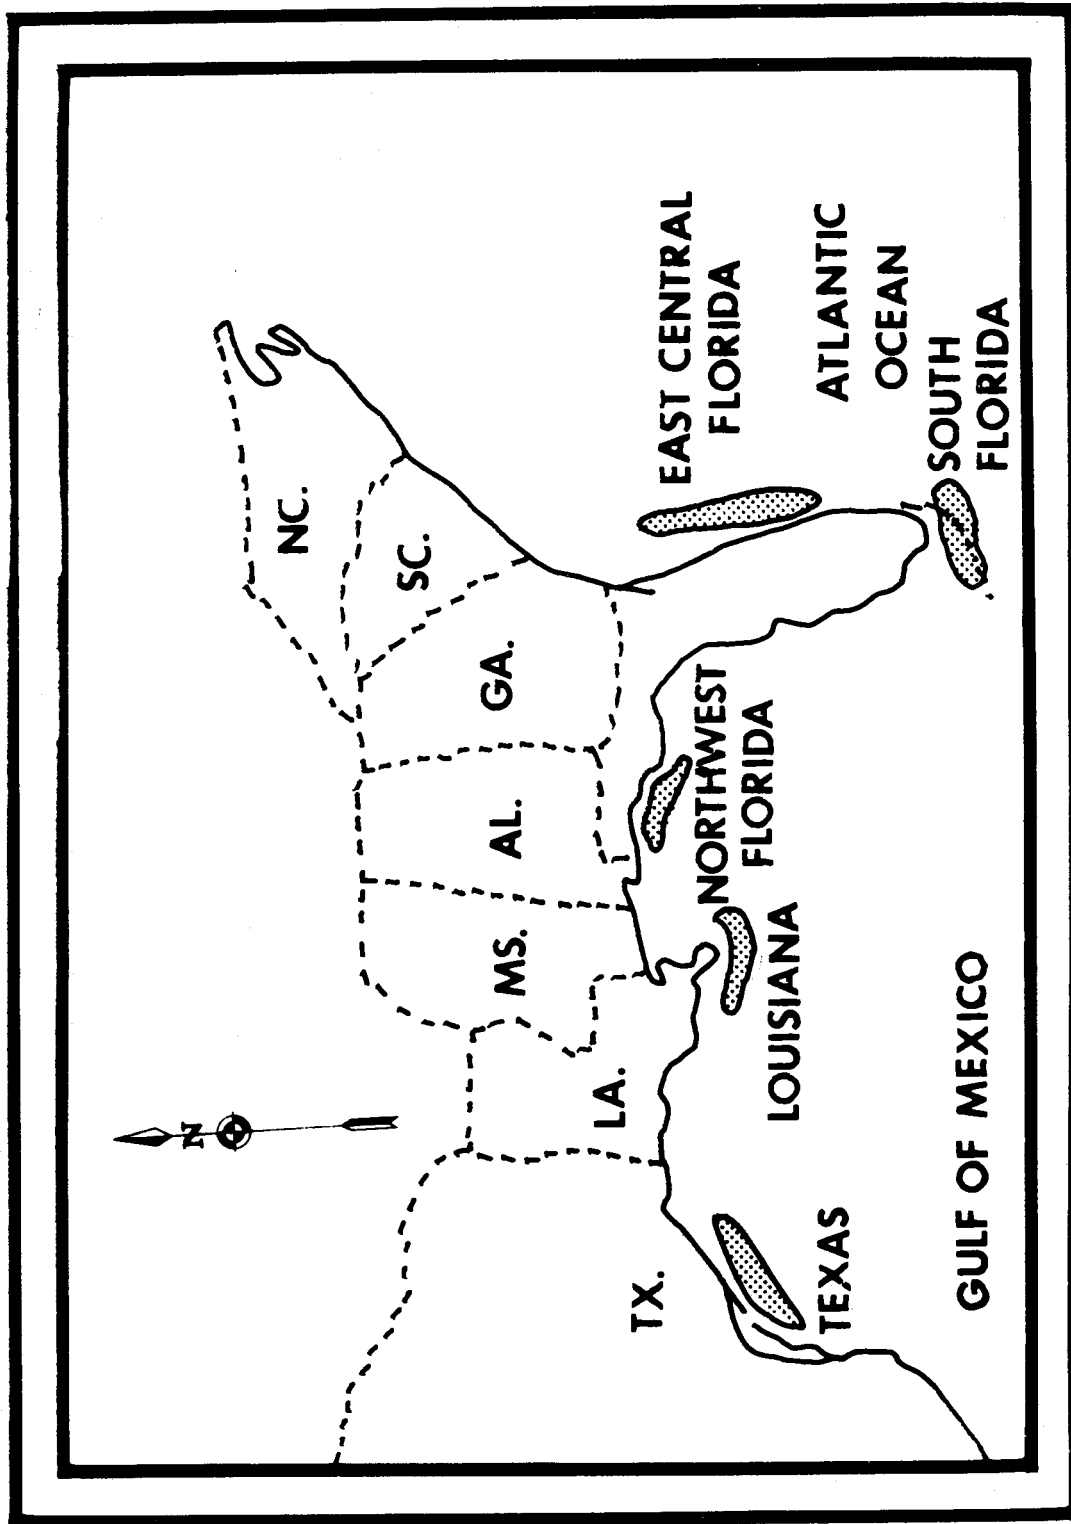 N
NC.
SC.
GA.
AL.
MS.
LA.
TX.
EAST CENTRAL
FLORIDA
ATLANTIC
OCEAN
SOUTH
FLORIDA
NORTHWEST
FLORIDA
LOUISIANA
TEXAS
GULF OF MEXICO